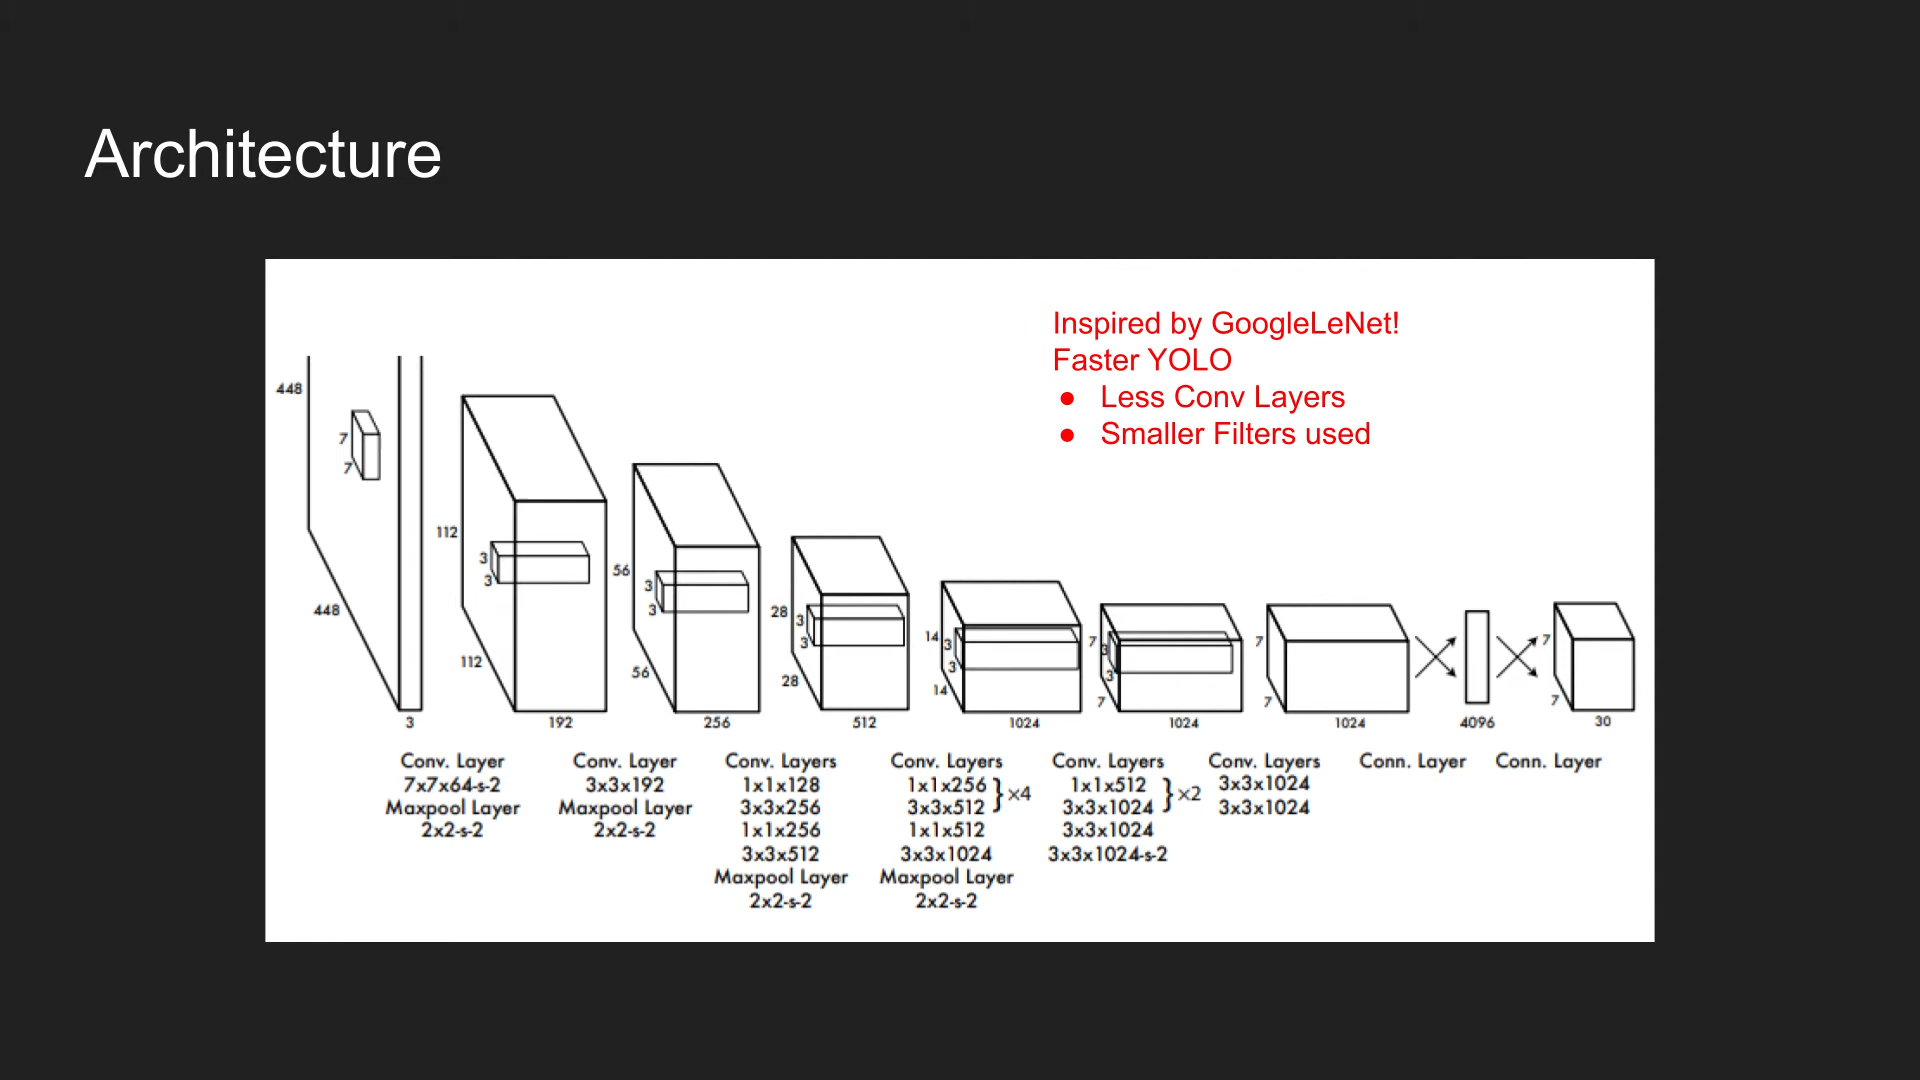 Architecture
Inspired by GoogleLeNet!
Faster YOLO
● Less Conv Layers
● Smaller Filters used
448
7
7
448
3
112
3
3
112
192
56
3
3
56
256
28
3
3
28
512
14
3
3
14
1024
7
3
3
7
1024
7
7
1024
4096
7
7
30
Conv. Layer
7x7x64-s-2
Maxpool Layer
2x2-s-2
Conv. Layer
3x3x192
Maxpool Layer
2x2-s-2
Conv. Layers
1x1x128
3x3x256
1x1x256
3x3x512
Maxpool Layer
2x2-s-2
Conv. Layers
1x1x256
3x3x512 } ×4
1x1x512
3x3x1024
Maxpool Layer
2x2-s-2
Conv. Layers
1x1x512
3x3x1024 } ×2
3x3x1024
3x3x1024-s-2
Conv. Layers
3x3x1024
3x3x1024
Conn. Layer
Conn. Layer